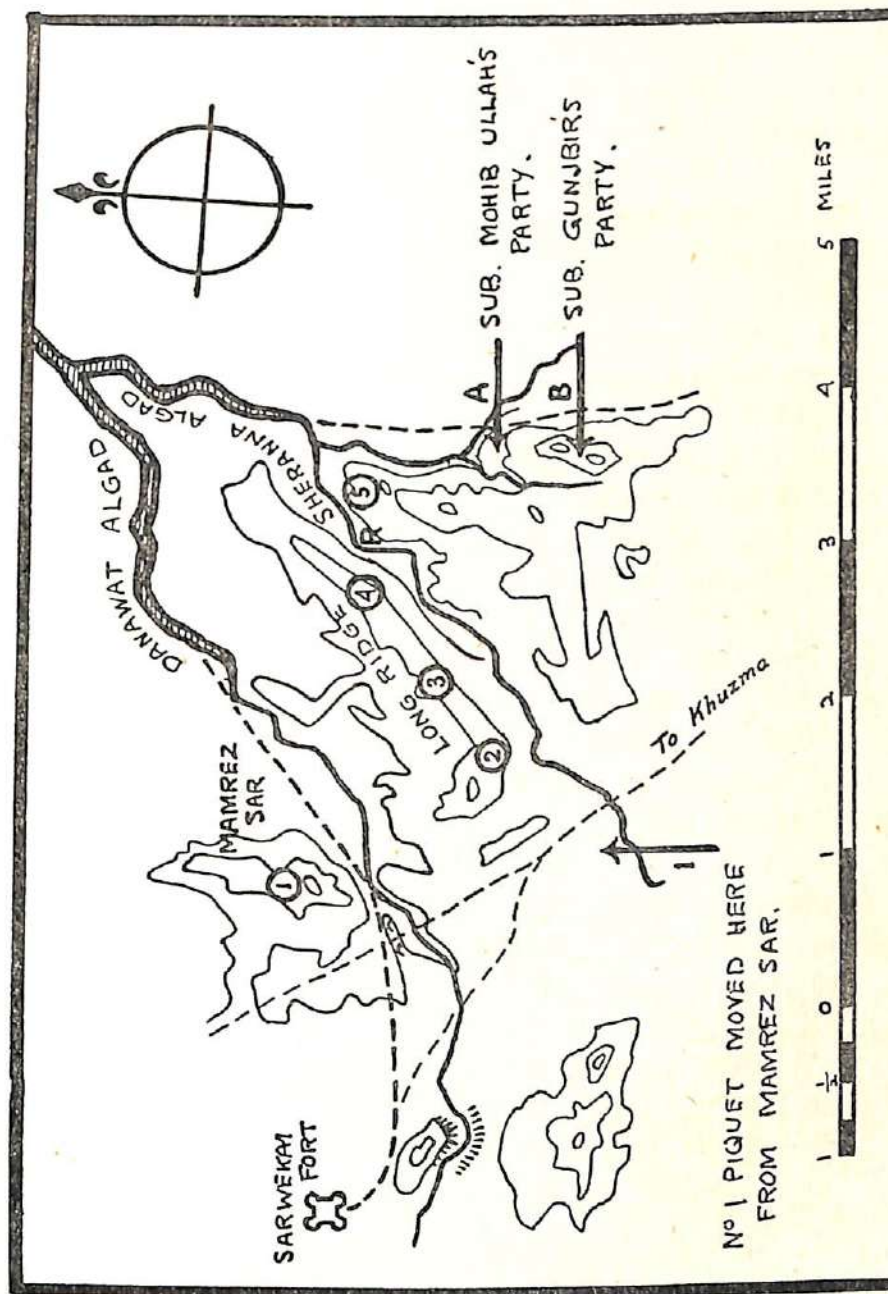 SARWEKAI
FORT
MAMREZ
SAR
DANAWAT ALGAD
SHERANNA ALGAD
LONG RIDGE
1
2
3
4
5
R
A
B
SUB. MOHIB ULLAH'S
PARTY.
SUB. GUNJBIR'S
PARTY.
To Khuzma
1
Nº 1 PIQUET MOVED HERE
FROM MAMREZ SAR.
1 ½ 0 1 2 3 4 5 MILES